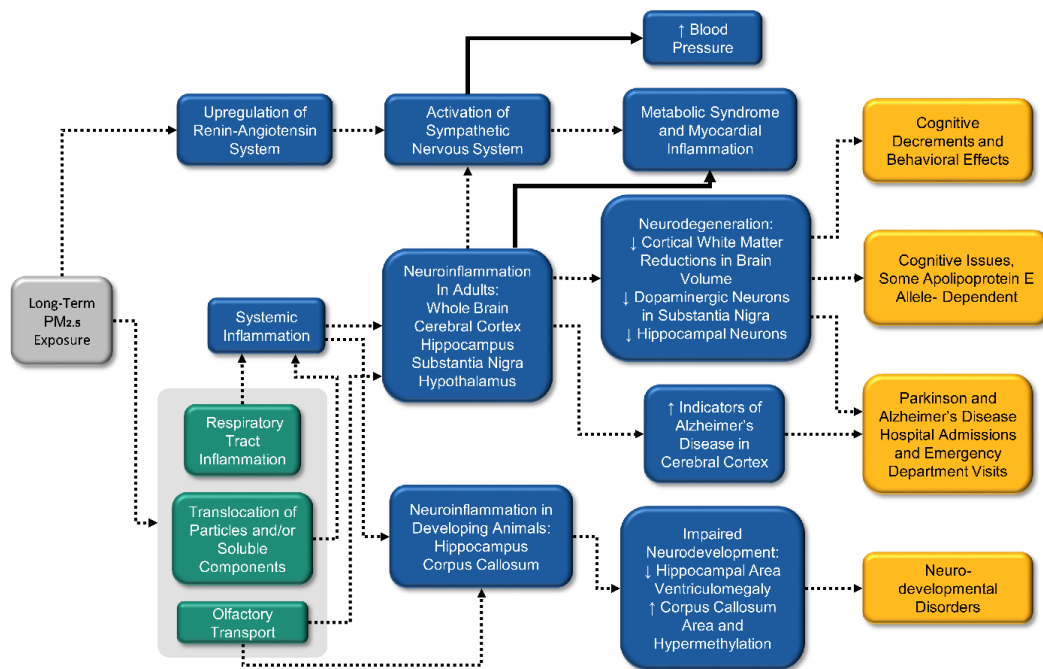 ↑ Blood
Pressure
Upregulation of
Renin-Angiotensin
System
Activation of
Sympathetic
Nervous System
Metabolic Syndrome
and Myocardial
Inflammation
Cognitive
Decrements and
Behavioral Effects
Long-Term
PM2.5
Exposure
Systemic
Inflammation
Neuroinflammation
In Adults:
Whole Brain
Cerebral Cortex
Hippocampus
Substantia Nigra
Hypothalamus
Neurodegeneration:
↓ Cortical White Matter
Reductions in Brain
Volume
↓ Dopaminergic Neurons
in Substantia Nigra
↓ Hippocampal Neurons
Cognitive Issues,
Some Apolipoprotein E
Allele- Dependent
Respiratory
Tract
Inflammation
↑ Indicators of
Alzheimer's
Disease in
Cerebral Cortex
Parkinson and
Alzheimer's Disease
Hospital Admissions
and Emergency
Department Visits
Translocation of
Particles and/or
Soluble
Components
Neuroinflammation in
Developing Animals:
Hippocampus
Corpus Callosum
Impaired
Neurodevelopment:
↓ Hippocampal Area
Ventriculomegaly
↑ Corpus Callosum
Area and
Hypermethylation
Neuro-
developmental
Disorders
Olfactory
Transport